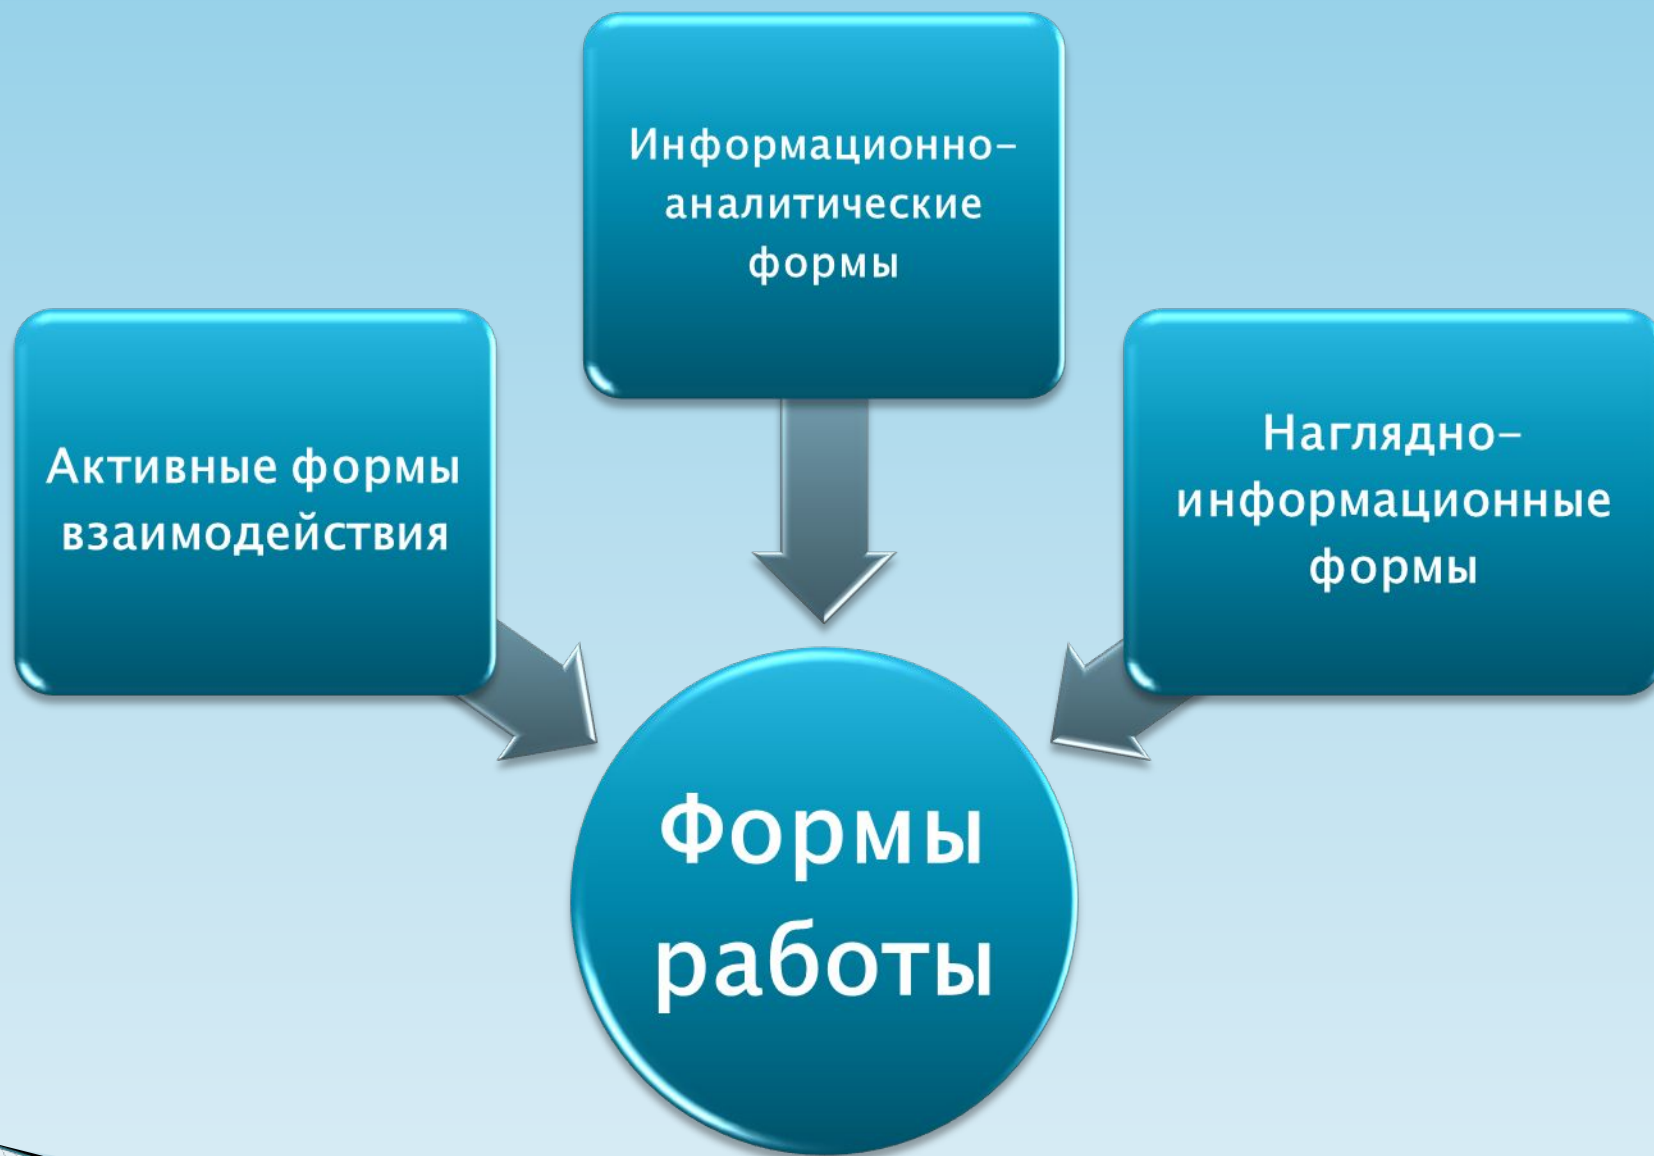 Информационно–
аналитические
формы
Активные формы
взаимодействия
Наглядно–
информационные
формы
Формы
работы